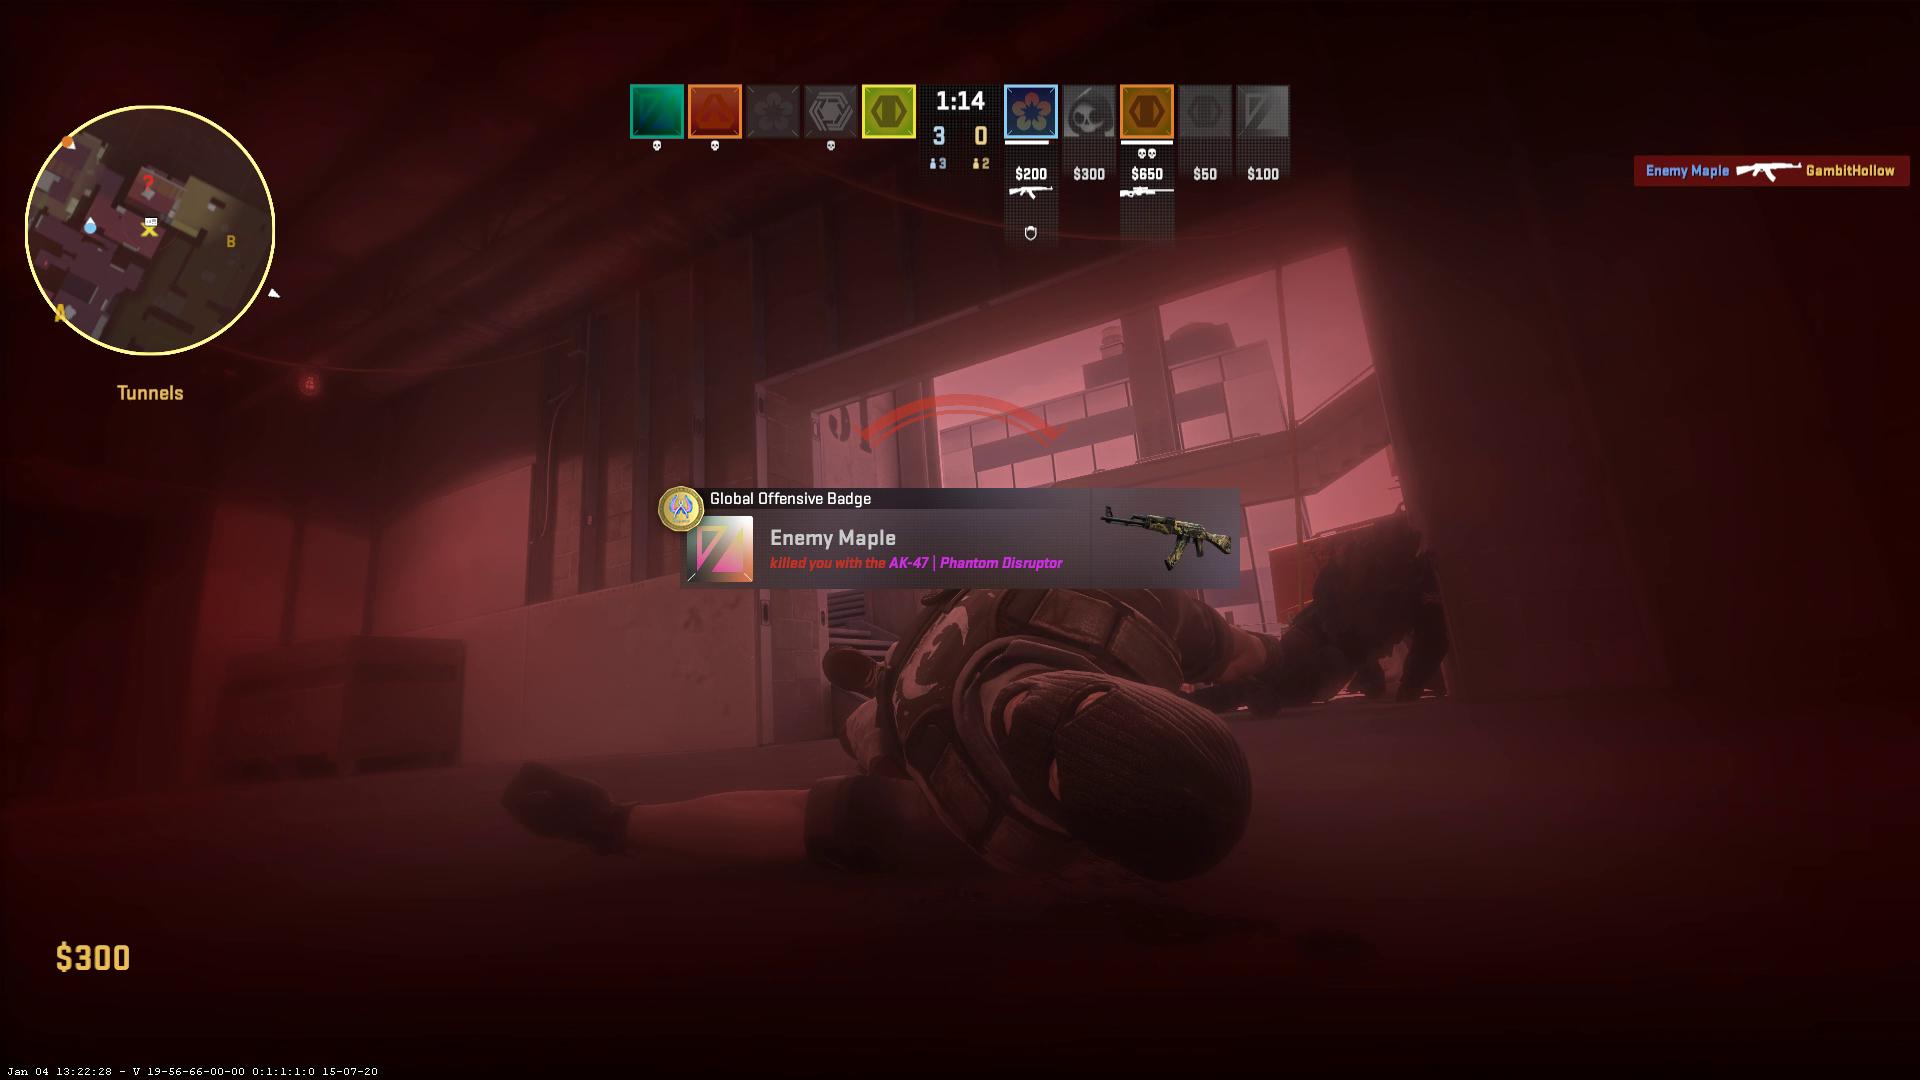 1:14
3 0
3 2
$200 $300 $650 $50 $100
Enemy Maple GambitHollow
?
B
A
Tunnels
Global Offensive Badge
Enemy Maple
killed you with the AK-47 | Phantom Disruptor
$300
Jan 04 13:22:28 - V 19-56-66-00-00 0:1:1:1:0 15-07-20